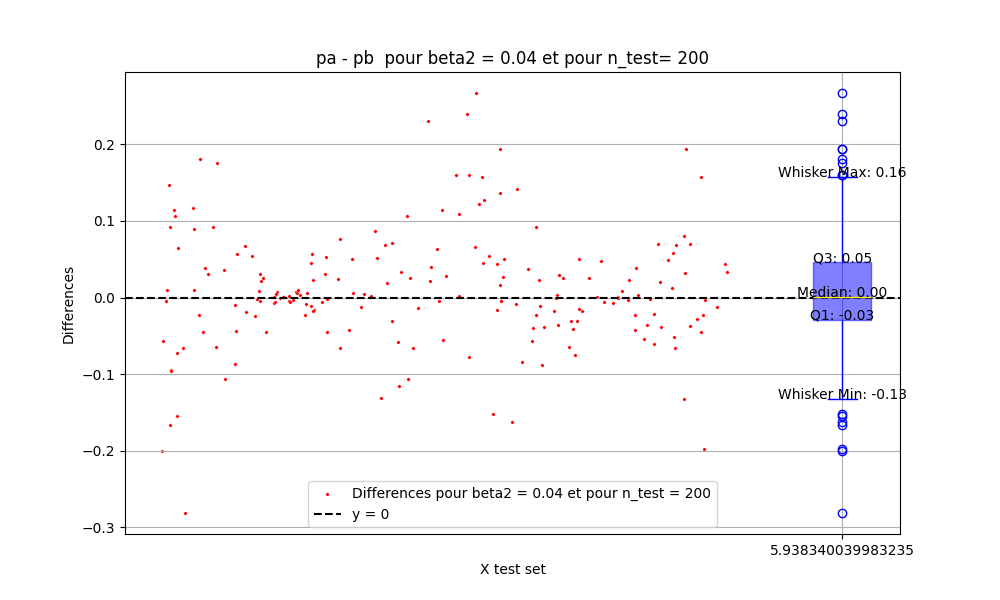 pa - pb  pour beta2 = 0.04 et pour n_test= 200
Differences
0.2
0.1
0.0
−0.1
−0.2
−0.3
Whisker Max: 0.16
Q3: 0.05
Median: 0.00
Q1: -0.03
Whisker Min: -0.13
Differences pour beta2 = 0.04 et pour n_test = 200
y = 0
5.938340039983235
X test set